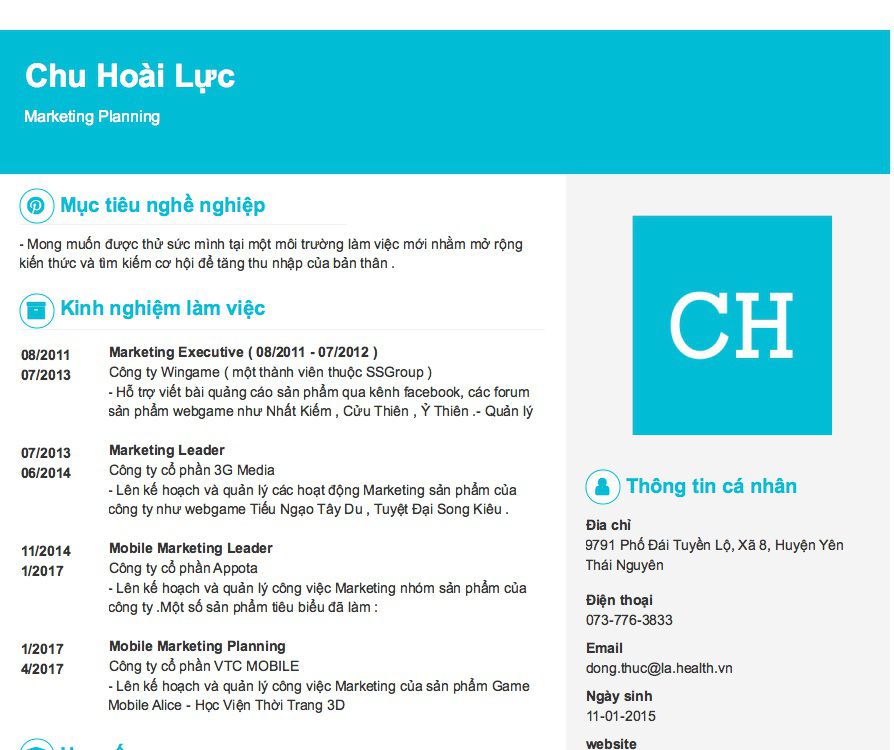 Chu Hoài Lực
Marketing Planning
Mục tiêu nghề nghiệp
- Mong muốn được thử sức mình tại một môi trường làm việc mới nhằm mở rộng
kiến thức và tìm kiếm cơ hội để tăng thu nhập của bản thân .
Kinh nghiệm làm việc
08/2011
07/2013
Marketing Executive ( 08/2011 - 07/2012 )
Công ty Wingame ( một thành viên thuộc SSGroup )
- Hỗ trợ viết bài quảng cáo sản phẩm qua kênh facebook, các forum
sản phẩm webgame như Nhất Kiếm , Cửu Thiên , Ỷ Thiên .- Quản lý
07/2013
06/2014
Marketing Leader
Công ty cổ phần 3G Media
- Lên kế hoạch và quản lý các hoạt động Marketing sản phẩm của
công ty như webgame Tiếu Ngạo Tây Du , Tuyệt Đại Song Kiêu .
11/2014
1/2017
Mobile Marketing Leader
Công ty cổ phần Appota
- Lên kế hoạch và quản lý công việc Marketing nhóm sản phẩm của
công ty .Một số sản phẩm tiêu biểu đã làm :
1/2017
4/2017
Mobile Marketing Planning
Công ty cổ phần VTC MOBILE
- Lên kế hoạch và quản lý công việc Marketing của sản phẩm Game
Mobile Alice - Học Viện Thời Trang 3D
CH
Thông tin cá nhân
Đia chỉ
9791 Phố Đái Tuyền Lộ, Xã 8, Huyện Yên
Thái Nguyên
Điện thoại
073-776-3833
Email
dong.thuc@la.health.vn
Ngày sinh
11-01-2015
website